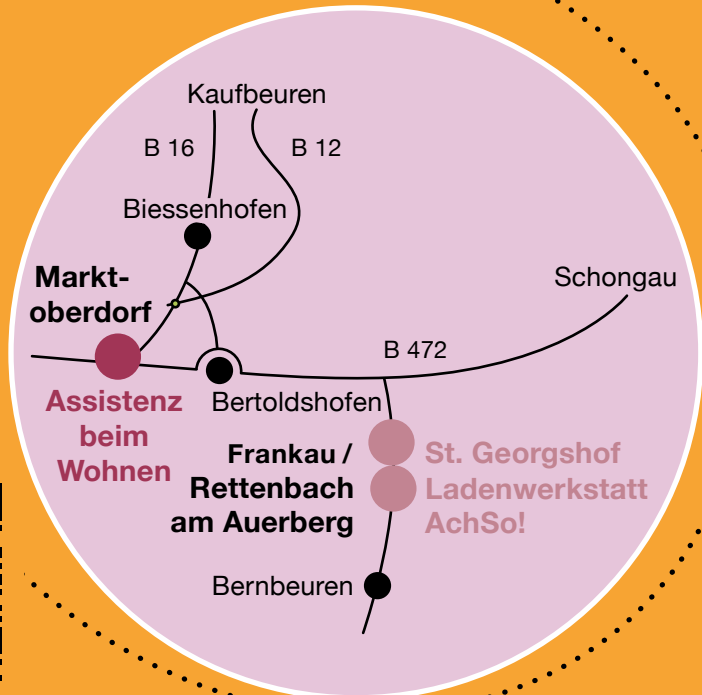 Kaufbeuren
B 16
B 12
Biessenhofen
Markt-
oberdorf
Schongau
B 472
Assistenz
beim
Wohnen
Bertoldshofen
Frankau /
Rettenbach
am Auerberg
St. Georgshof
Ladenwerkstatt
AchSo!
Bernbeuren